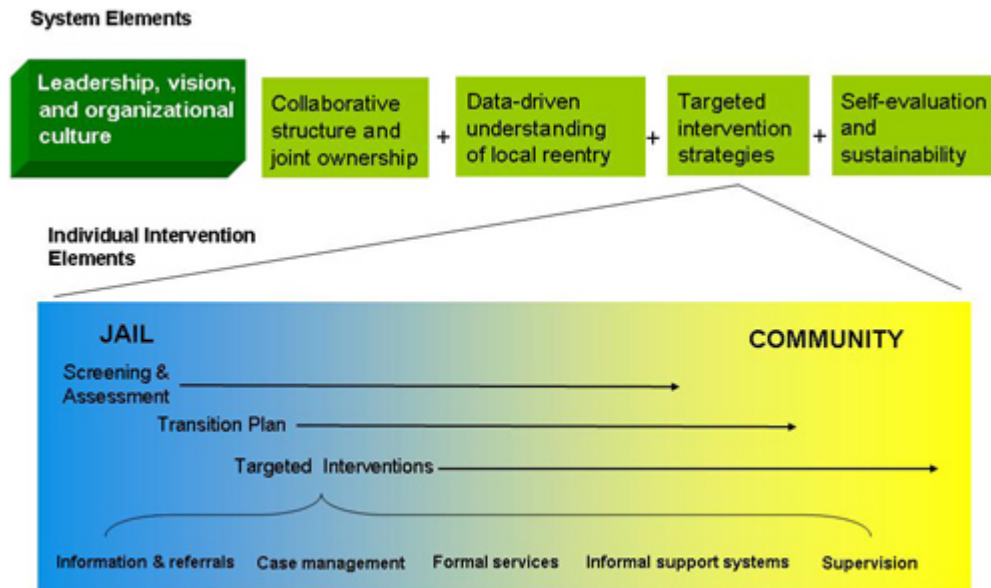 System Elements
Leadership, vision,
and organizational
culture
Collaborative
structure and
joint ownership
+
Data-driven
understanding
of local reentry
+
Targeted
intervention
strategies
+
Self-evaluation
and
sustainability
Individual Intervention
Elements
JAIL
COMMUNITY
Screening &
Assessment
Transition Plan
Targeted Interventions
Information & referrals
Case management
Formal services
Informal support systems
Supervision